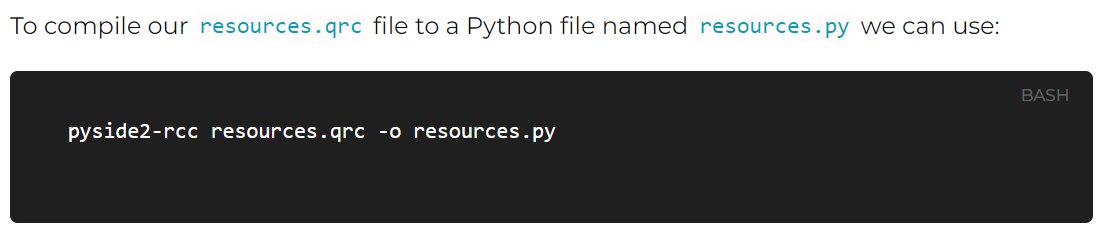 To compile our resources.qrc file to a Python file named resources.py we can use:
BASH
pyside2-rcc resources.qrc -o resources.py